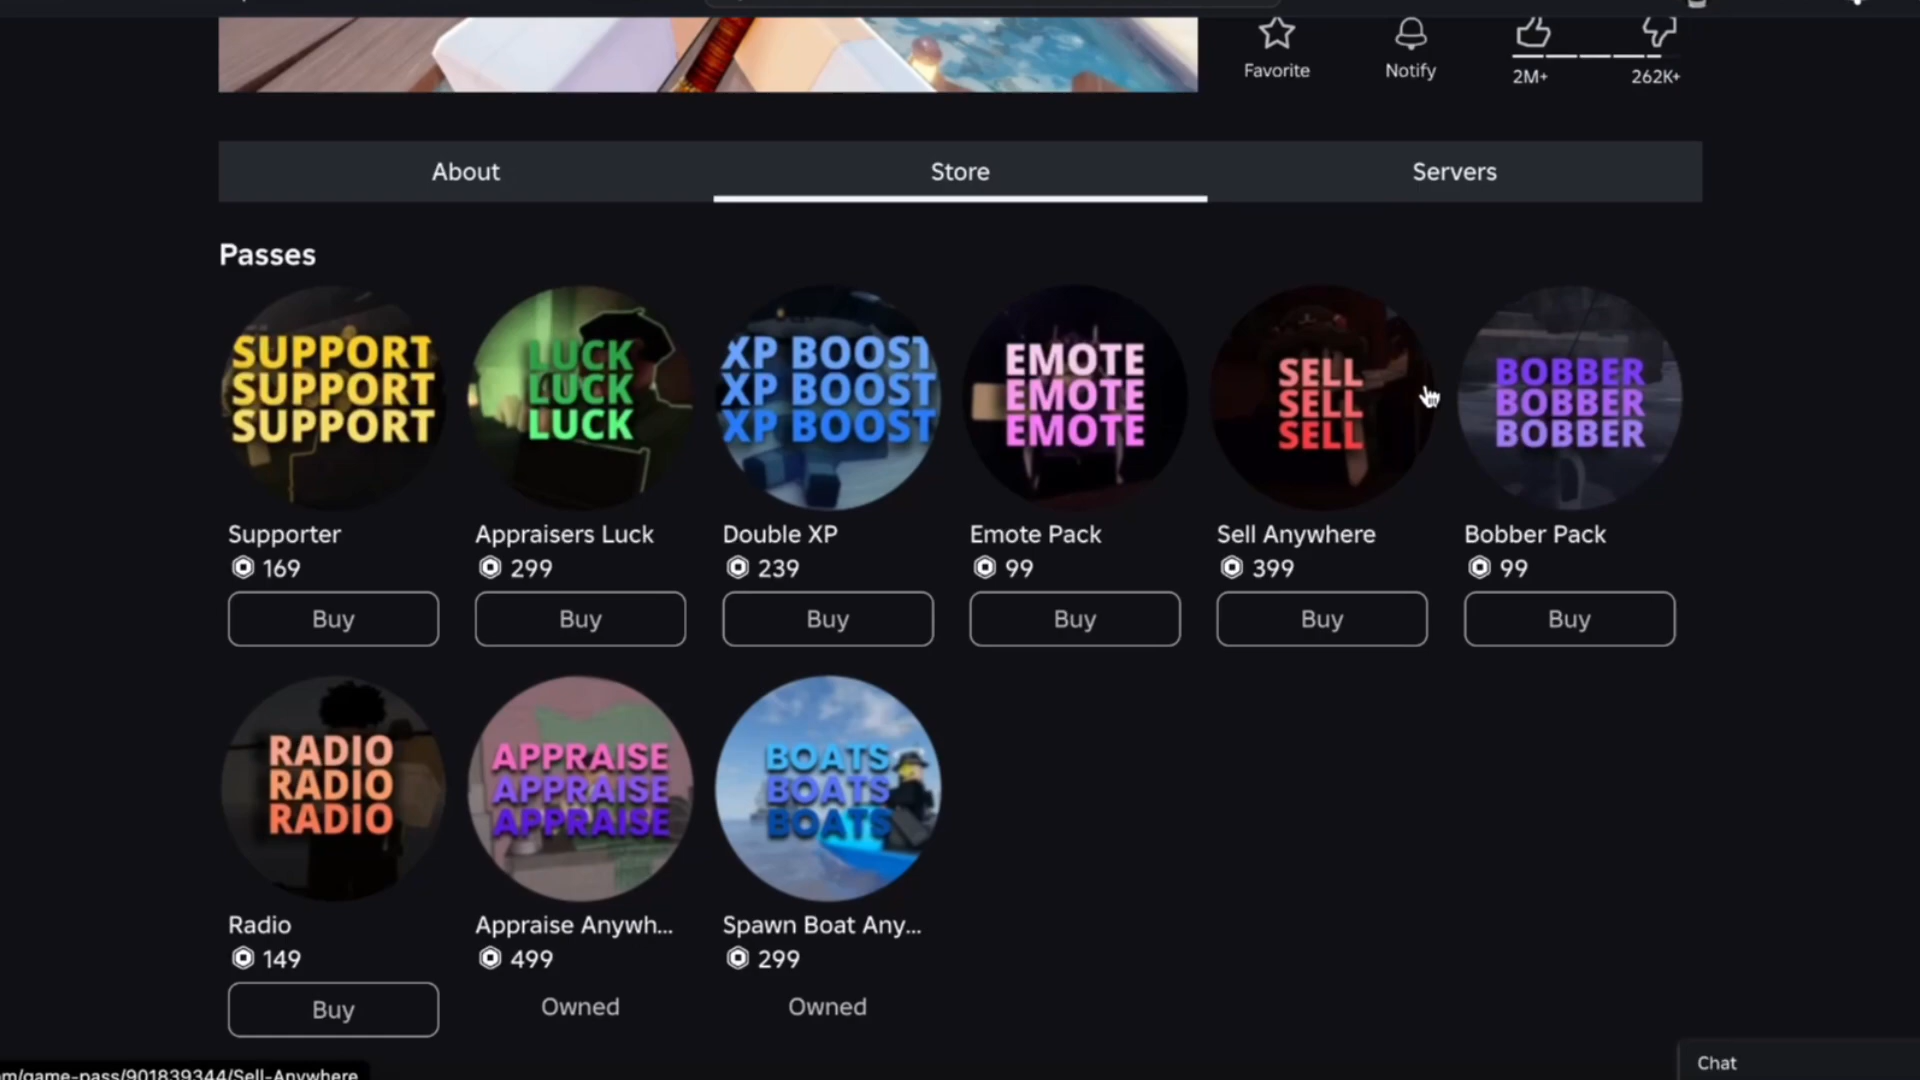 Favorite
Notify
2M+
262K+
About
Store
Servers
Passes
SUPPORT
SUPPORT
SUPPORT
LUCK
LUCK
LUCK
XP BOOST
XP BOOST
XP BOOST
EMOTE
EMOTE
EMOTE
SELL
SELL
SELL
BOBBER
BOBBER
BOBBER
Supporter
Appraisers Luck
Double XP
Emote Pack
Sell Anywhere
Bobber Pack
169
299
239
99
399
99
Buy
Buy
Buy
Buy
Buy
Buy
RADIO
RADIO
RADIO
APPRAISE
APPRAISE
APPRAISE
BOATS
BOATS
BOATS
Radio
Appraise Anywh...
Spawn Boat Any...
149
499
299
Buy
Owned
Owned
Chat
m/game-pass/901839344/Sell-Anywhere